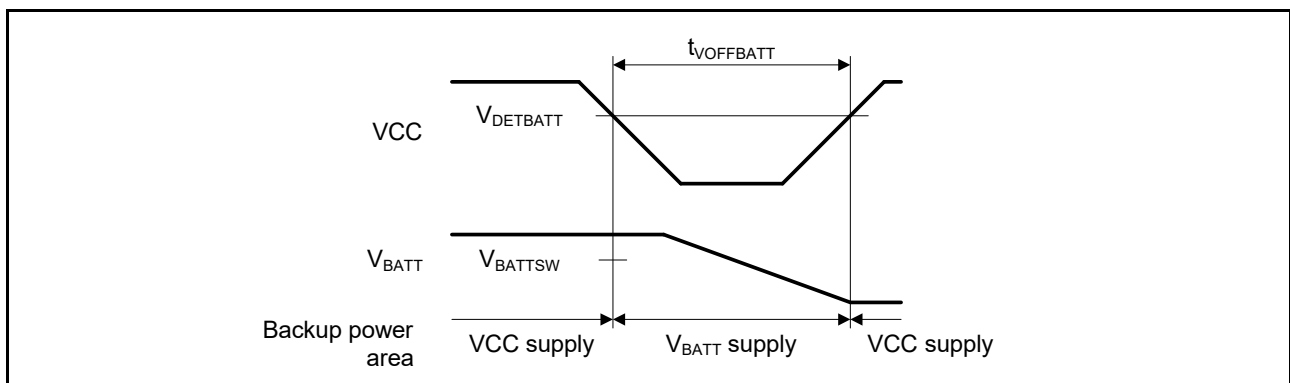 tVOFFBATT
VCC VDETBATT
VBATT VBATTSW
Backup power
area
VCC supply VBATT supply VCC supply